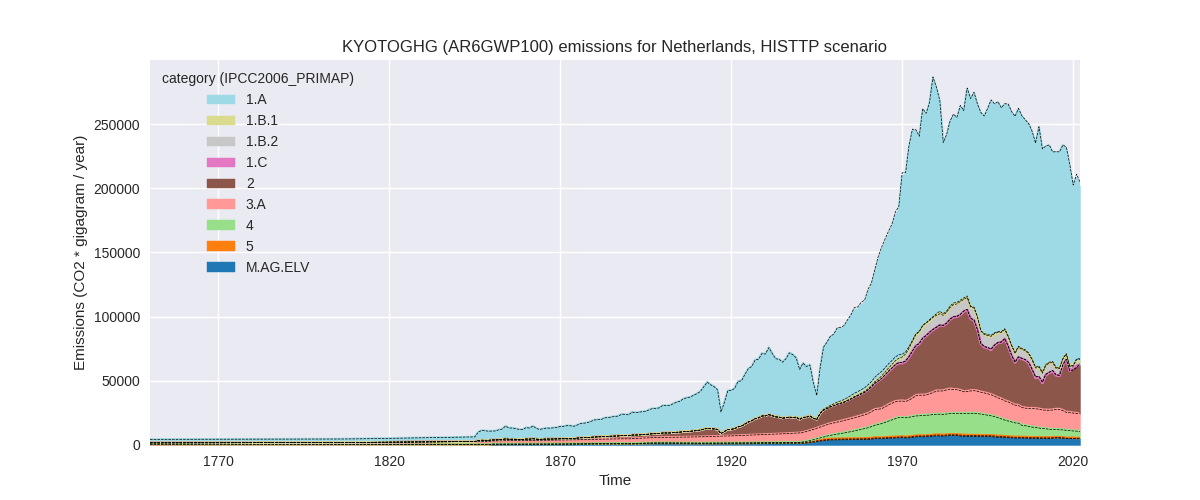 KYOTOGHG (AR6GWP100) emissions for Netherlands, HISTTP scenario
category (IPCC2006_PRIMAP)
1.A
1.B.1
1.B.2
1.C
2
3.A
4
5
M.AG.ELV
Emissions (CO2 * gigagram / year)
250000
200000
150000
100000
50000
0
1770
1820
1870
1920
1970
2020
Time